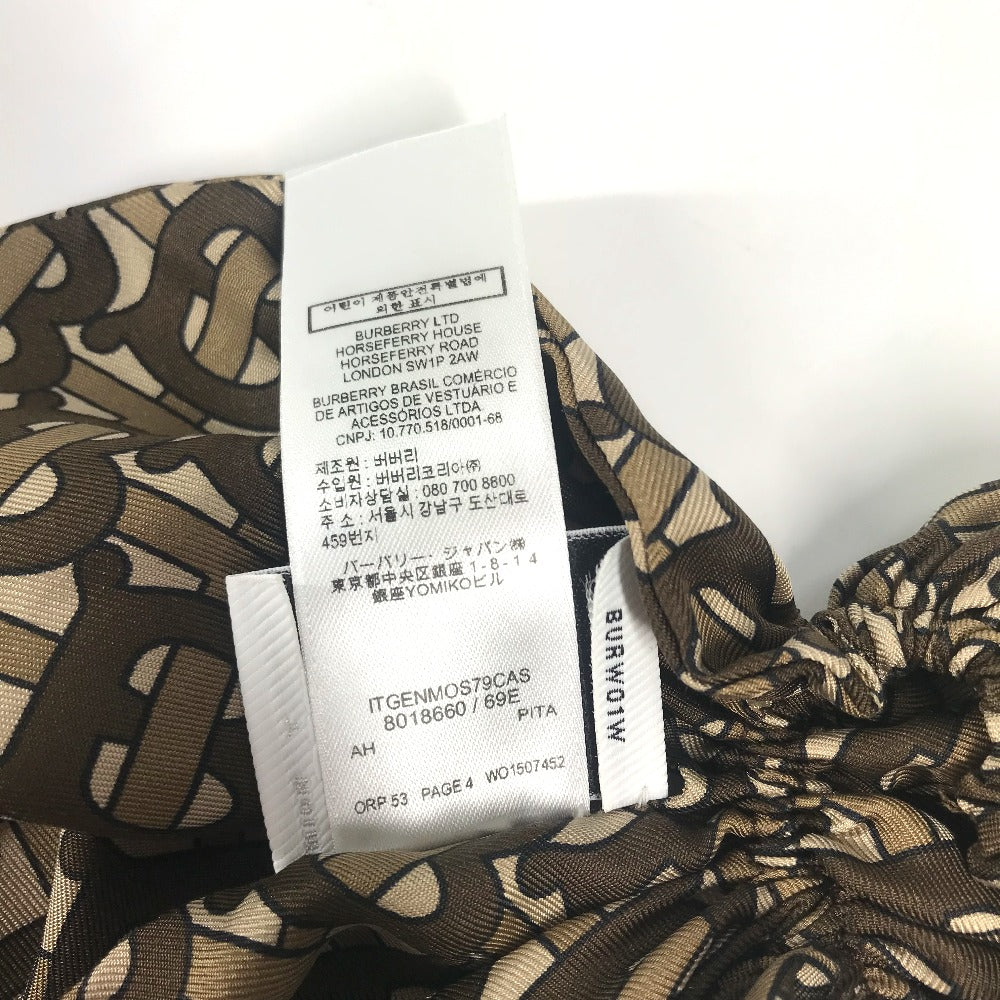 어린이 제품안전특별법에
의한 표시
BURBERRY LTD
HORSEFERRY HOUSE
HORSEFERRY ROAD
LONDON SW1P 2AW
BURBERRY BRASIL COMÉRCIO
DE ARTIGOS DE VESTUÁRIO E
ACESSÓRIOS LTDA
CNPJ: 10.770.518/0001-68
제조원 : 버버리
수입원 : 버버리코리아㈜
소비자상담실 : 080 700 8800
주 소 : 서울시 강남구 도산대로
459번지
バーバリー・ジャパン㈱
東京都中央区銀座1-8-14
銀座YOMIKOビル
ITGENMOS79CAS
8018660 / 69E
AH PITA
ORP 53 PAGE 4 WO1507452
BURWO1W